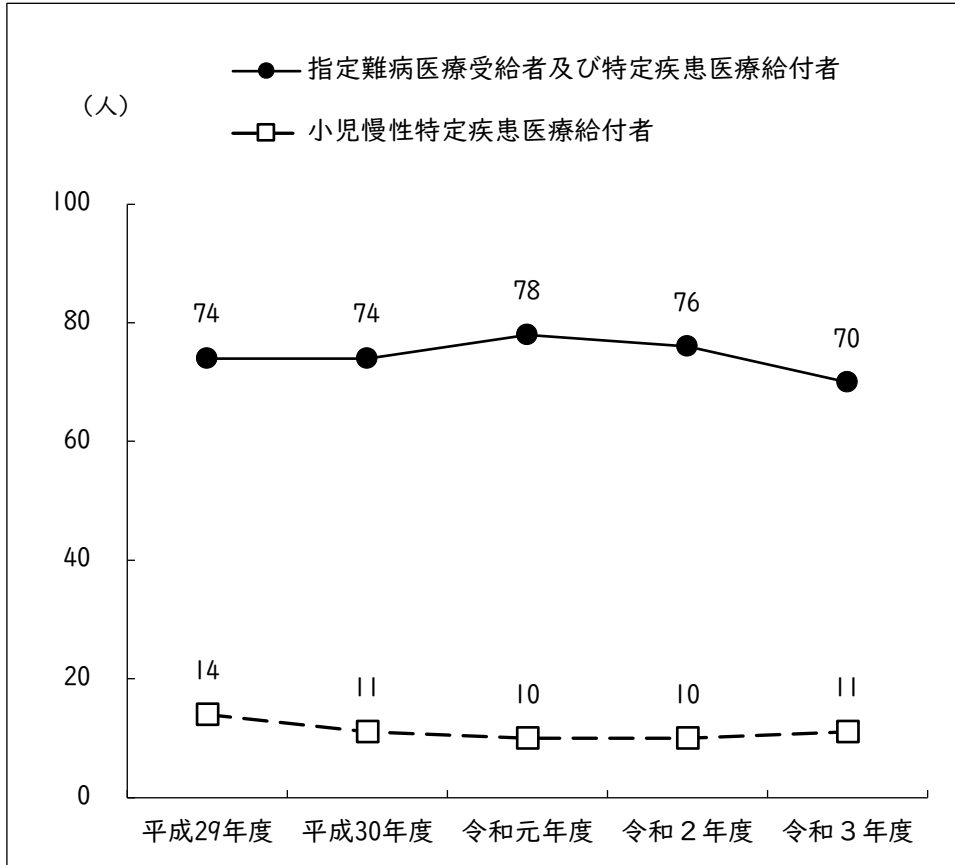 指定難病医療受給者及び特定疾患医療給付者
（人）
小児慢性特定疾患医療給付者
100
80
60
40
20
0
74
74
78
76
70
14
11
10
10
11
平成29年度
平成30年度
令和元年度
令和２年度
令和３年度